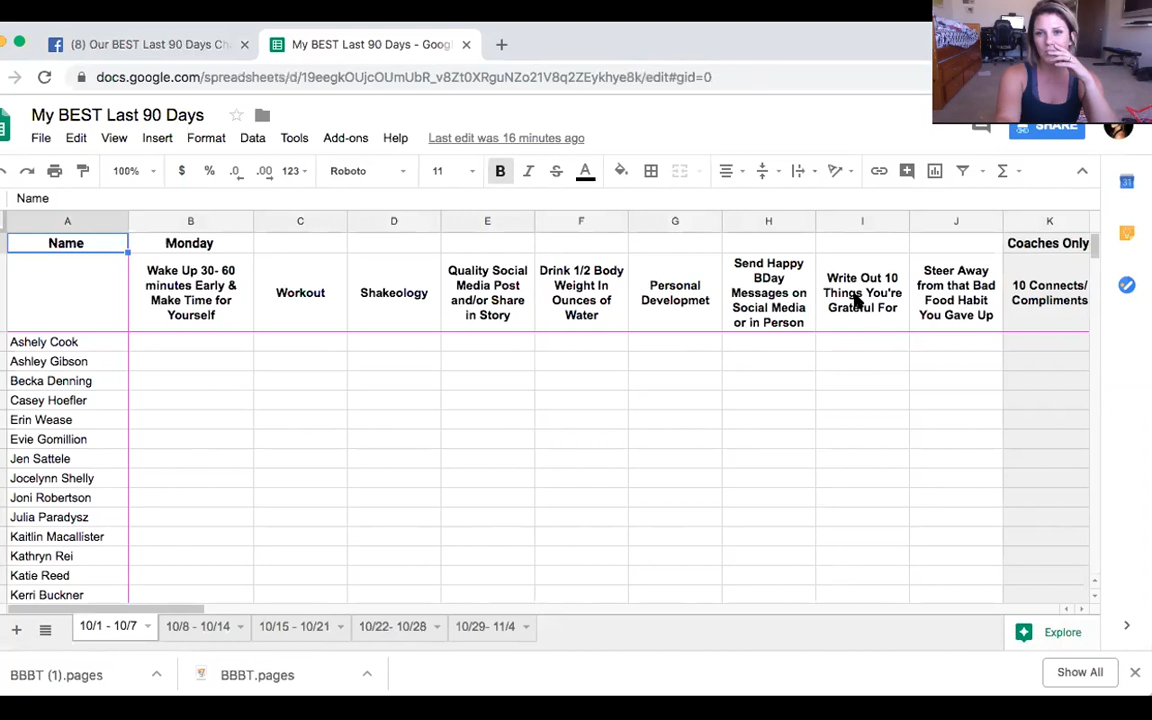 (8) Our BEST Last 90 Days Ch
My BEST Last 90 Days - Goog
docs.google.com/spreadsheets/d/19eegkOUjcOUmUbR_v8Zt0XRguNZo21V8q2ZEykhye8k/edit#gid=0
My BEST Last 90 Days
File Edit View Insert Format Data Tools Add-ons Help Last edit was 16 minutes ago
SHARE
100% $ % .0 .00 123 Roboto 11 B I S A
Name
A B C D E F G H I J K
Name Monday Coaches Only
Wake Up 30- 60
minutes Early &
Make Time for
Yourself
Workout
Shakeology
Quality Social
Media Post
and/or Share
in Story
Drink 1/2 Body
Weight In
Ounces of
Water
Personal
Developmet
Send Happy
BDay
Messages on
Social Media
or in Person
Write Out 10
Things You're
Grateful For
Steer Away
from that Bad
Food Habit
You Gave Up
10 Connects/
Compliments
Ashely Cook
Ashley Gibson
Becka Denning
Casey Hoefler
Erin Wease
Evie Gomillion
Jen Sattele
Jocelynn Shelly
Joni Robertson
Julia Paradysz
Kaitlin Macallister
Kathryn Rei
Katie Reed
Kerri Buckner
10/1 - 10/7 10/8 - 10/14 10/15 - 10/21 10/22- 10/28 10/29- 11/4
Explore
BBBT (1).pages BBBT.pages Show All
31